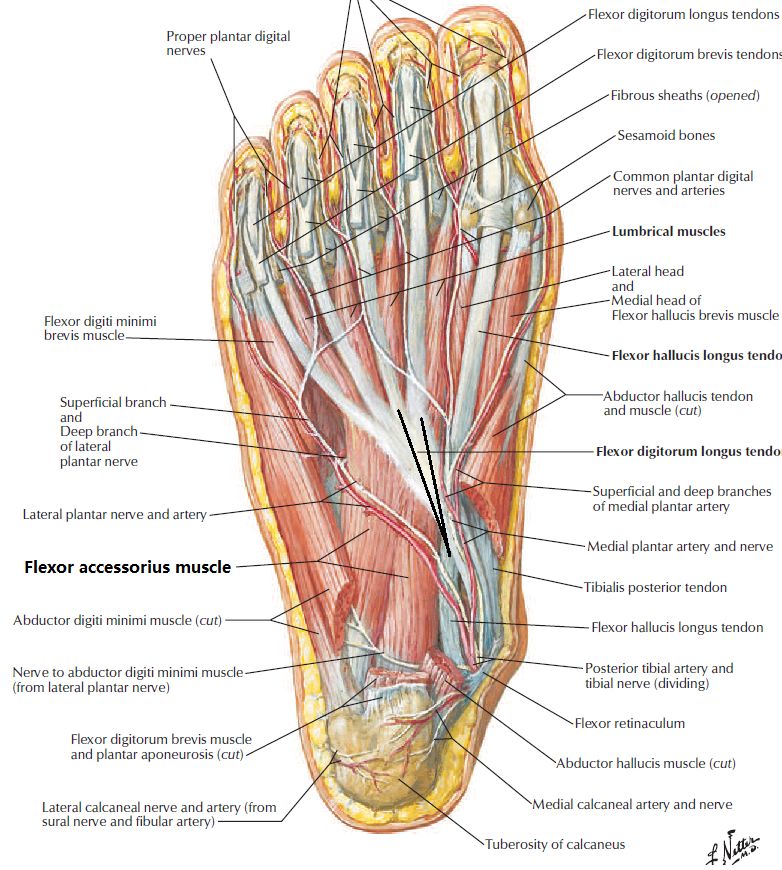 Flexor digitorum longus tendons
Proper plantar digital
nerves
Flexor digitorum brevis tendons
Fibrous sheaths (opened)
Sesamoid bones
Common plantar digital
nerves and arteries
Lumbrical muscles
Lateral head
and
Medial head of
Flexor hallucis brevis muscle
Flexor digiti minimi
brevis muscle
Flexor hallucis longus tendo
Abductor hallucis tendon
and muscle (cut)
Superficial branch
and
Deep branch
of lateral
plantar nerve
Flexor digitorum longus tendo
Superficial and deep branches
of medial plantar artery
Lateral plantar nerve and artery
Medial plantar artery and nerve
Flexor accessorius muscle
Tibialis posterior tendon
Abductor digiti minimi muscle (cut)
Flexor hallucis longus tendon
Nerve to abductor digiti minimi muscle
(from lateral plantar nerve)
Posterior tibial artery and
tibial nerve (dividing)
Flexor retinaculum
Flexor digitorum brevis muscle
and plantar aponeurosis (cut)
Abductor hallucis muscle (cut)
Lateral calcaneal nerve and artery (from
sural nerve and fibular artery)
Medial calcaneal artery and nerve
Tuberosity of calcaneus
F. Netter
M.D.